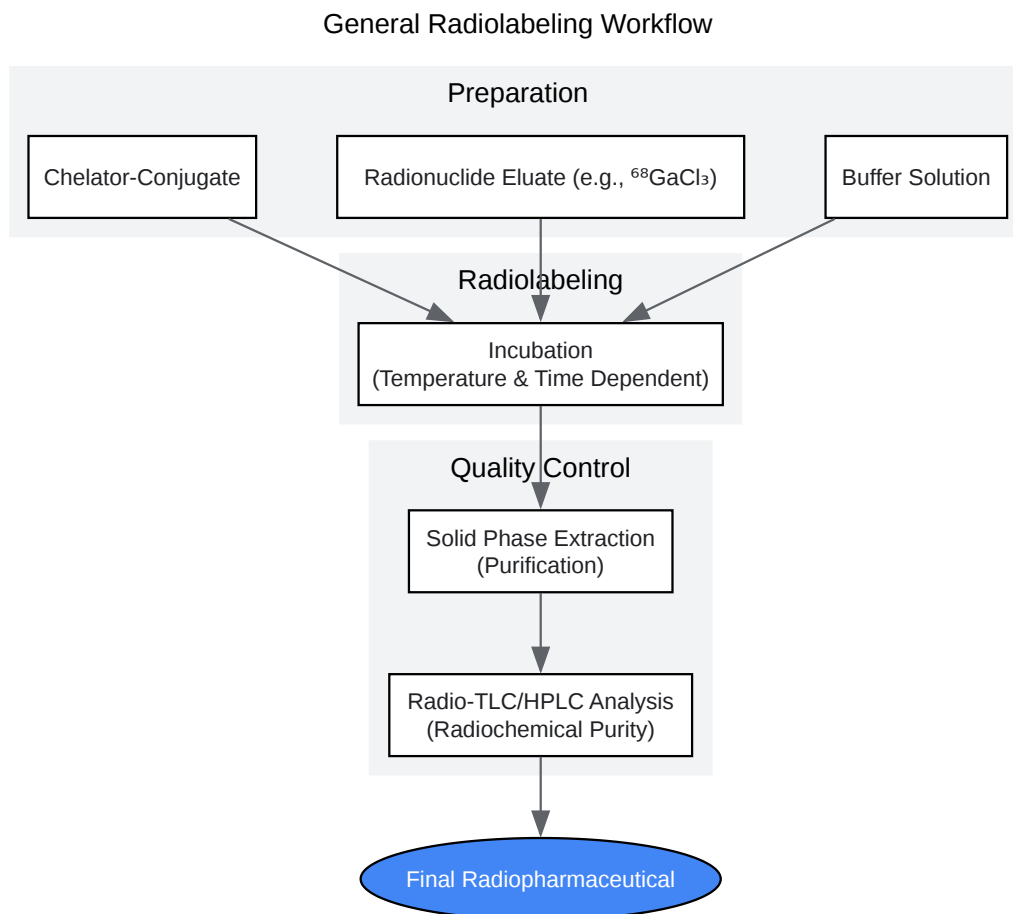 General Radiolabeling Workflow
Preparation
Chelator-Conjugate
Radionuclide Eluate (e.g., ⁶⁸GaCl₃)
Buffer Solution
Radiolabeling
Incubation
(Temperature & Time Dependent)
Quality Control
Solid Phase Extraction
(Purification)
Radio-TLC/HPLC Analysis
(Radiochemical Purity)
Final Radiopharmaceutical